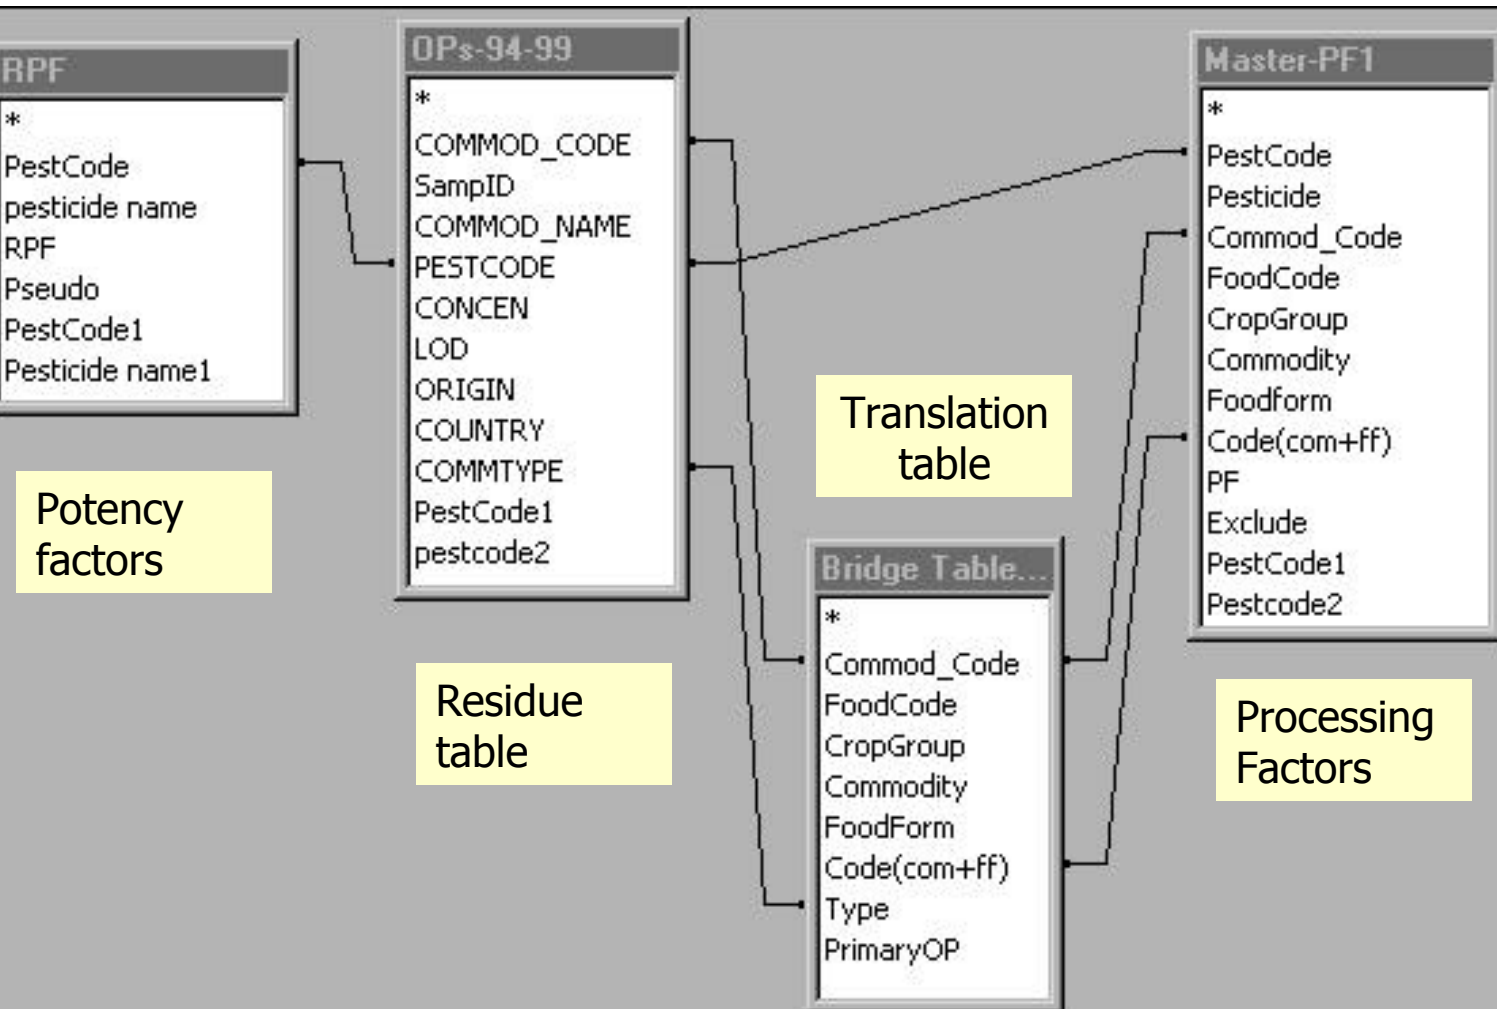 RPF
*
PestCode
pesticide name
RPF
Pseudo
PestCode1
Pesticide name1
Potency
factors
OPs-94-99
*
COMMOD_CODE
SampID
COMMOD_NAME
PESTCODE
CONCEN
LOD
ORIGIN
COUNTRY
COMMTYPE
PestCode1
pestcode2
Residue
table
Translation
table
Bridge Table...
*
Commod_Code
FoodCode
CropGroup
Commodity
FoodForm
Code(com+ff)
Type
PrimaryOP
Master-PF1
*
PestCode
Pesticide
Commod_Code
FoodCode
CropGroup
Commodity
Foodform
Code(com+ff)
PF
Exclude
PestCode1
Pestcode2
Processing
Factors